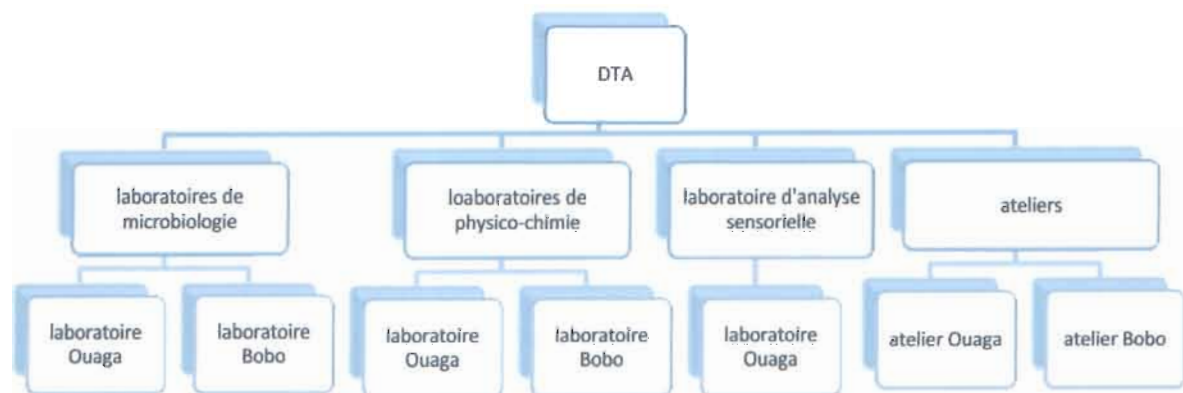 DTA
laboratoires de
microbiologie
loaboratoires de
physico-chimie
laboratoire d'analyse
sensorielle
ateliers
laboratoire
Ouaga
laboratoire
Bobo
laboratoire
Ouaga
laboratoire
Bobo
laboratoire
Ouaga
atelier Ouaga
atelier Bobo